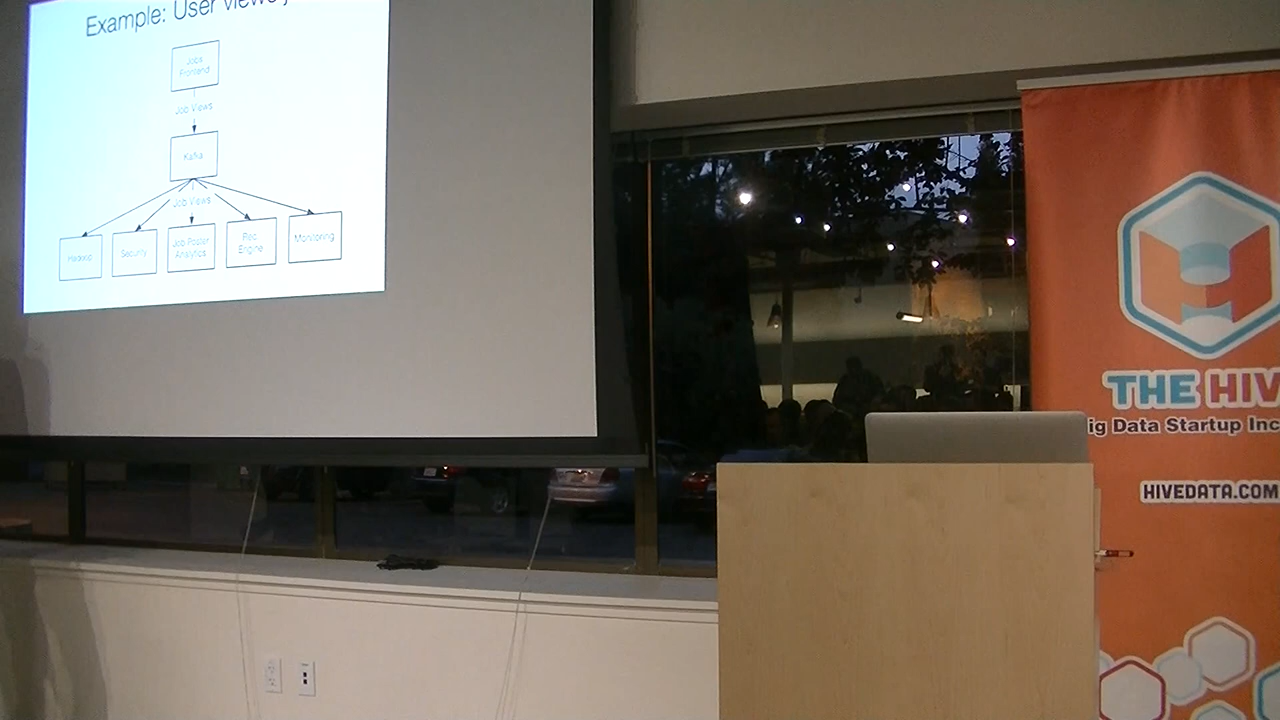 Example: User views
Jobs
Frontend
Job Views
Kafka
Job Views
Hadoop
Security
Job Poster
Analytics
Rec
Engine
Monitoring
THE HIV
ig Data Startup Inc
HIVEDATA.COM